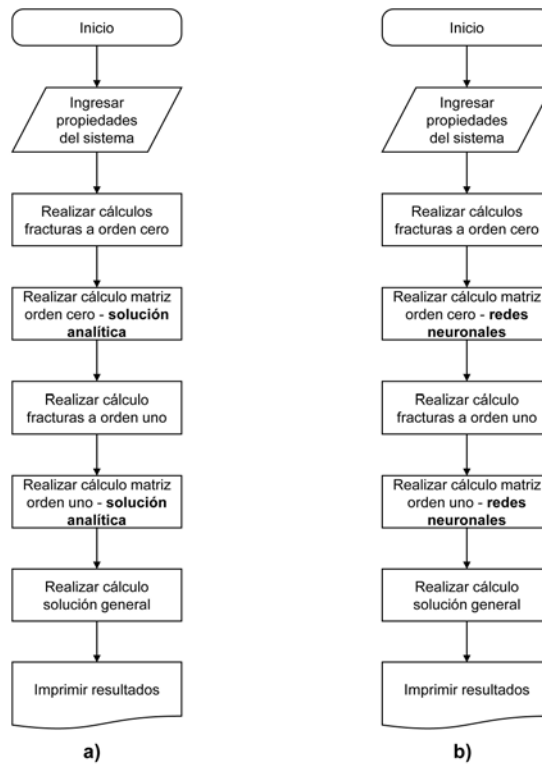 Inicio
Ingresar
propiedades
del sistema
Realizar cálculos
fracturas a orden cero
Realizar cálculo matriz
orden cero - solución
analítica
Realizar cálculo
fracturas a orden uno
Realizar cálculo matriz
orden uno - solución
analítica
Realizar cálculo
solución general
Imprimir resultados
a)
Inicio
Ingresar
propiedades
del sistema
Realizar cálculos
fracturas a orden cero
Realizar cálculo matriz
orden cero - redes
neuronales
Realizar cálculo
fracturas a orden uno
Realizar cálculo matriz
orden uno - redes
neuronales
Realizar cálculo
solución general
Imprimir resultados
b)